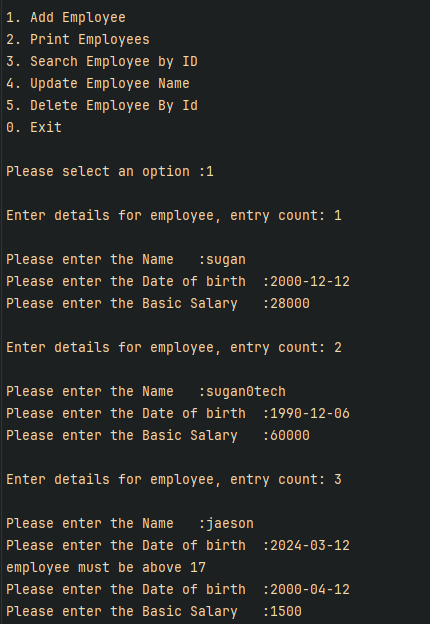 1. Add Employee
2. Print Employees
3. Search Employee by ID
4. Update Employee Name
5. Delete Employee By Id
0. Exit
Please select an option :1
Enter details for employee, entry count: 1
Please enter the Name   :sugan
Please enter the Date of birth  :2000-12-12
Please enter the Basic Salary   :28000
Enter details for employee, entry count: 2
Please enter the Name   :sugan0tech
Please enter the Date of birth  :1990-12-06
Please enter the Basic Salary   :60000
Enter details for employee, entry count: 3
Please enter the Name   :jaeson
Please enter the Date of birth  :2024-03-12
employee must be above 17
Please enter the Date of birth  :2000-04-12
Please enter the Basic Salary   :1500